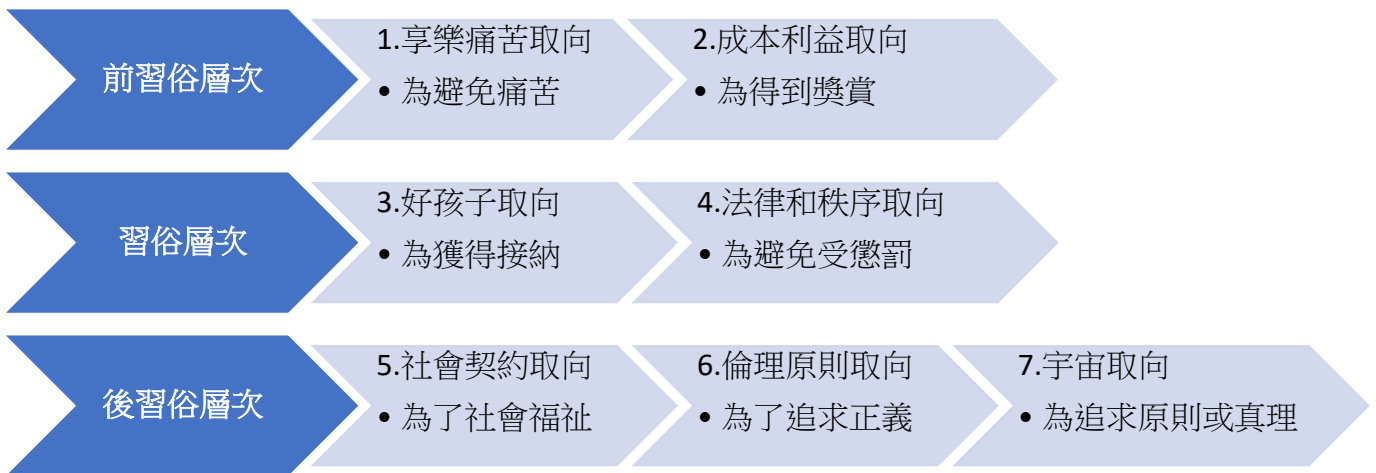 前習俗層次
1.享樂痛苦取向
• 為避免痛苦
2.成本利益取向
• 為得到獎賞
習俗層次
3.好孩子取向
• 為獲得接納
4.法律和秩序取向
• 為避免受懲罰
後習俗層次
5.社會契約取向
• 為了社會福祉
6.倫理原則取向
• 為了追求正義
7.宇宙取向
• 為追求原則或真理